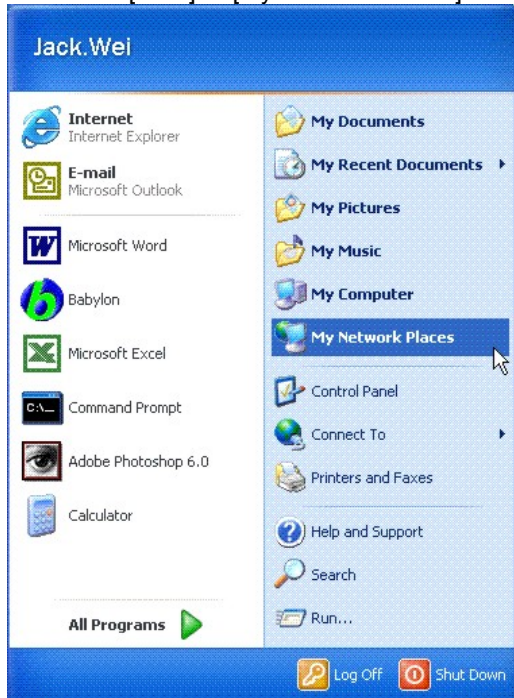 Jack.Wei
Internet
Internet Explorer
E-mail
Microsoft Outlook
Microsoft Word
Babylon
Microsoft Excel
C:\_
Command Prompt
Adobe Photoshop 6.0
Calculator
All Programs
My Documents
My Recent Documents
My Pictures
My Music
My Computer
My Network Places
Control Panel
Connect To
Printers and Faxes
Help and Support
Search
Run...
Log Off
Shut Down